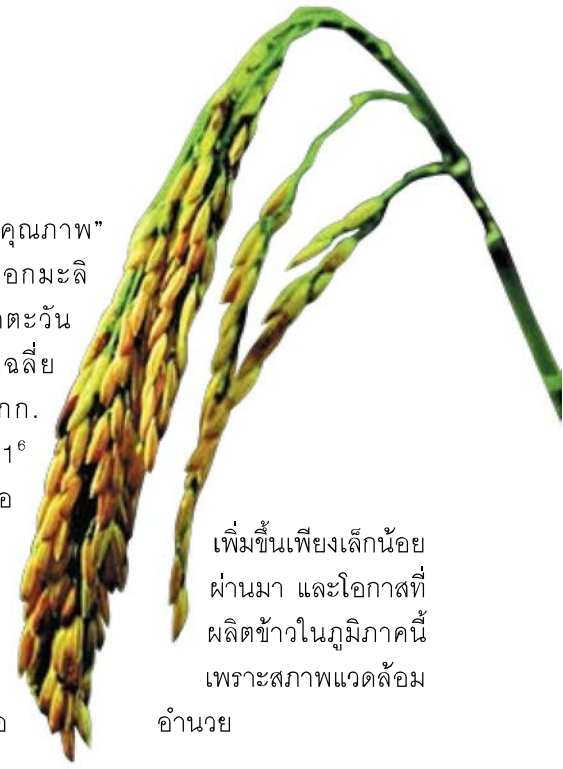 คุณภาพ”
อกมะลิ
ตะวัน
เฉลี่ย
กก.
1⁶
อ
เพิ่มขึ้นเพียงเล็กน้อย
ผ่านมา และโอกาสที่
ผลิตข้าวในภูมิภาคนี้
เพราะสภาพแวดล้อม
อ อำนวย